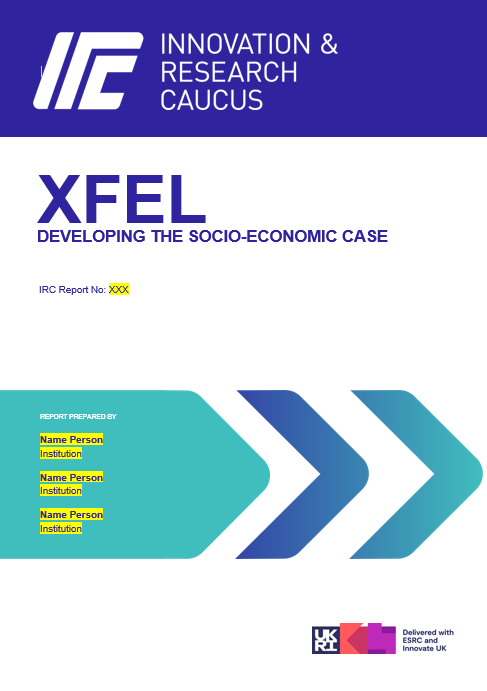 IRC
INNOVATION &
RESEARCH
CAUCUS
XFEL
DEVELOPING THE SOCIO-ECONOMIC CASE
IRC Report No: XXX
REPORT PREPARED BY
Name Person
Institution
Name Person
Institution
Name Person
Institution
UK
RI
Delivered with
ESRC and
Innovate UK